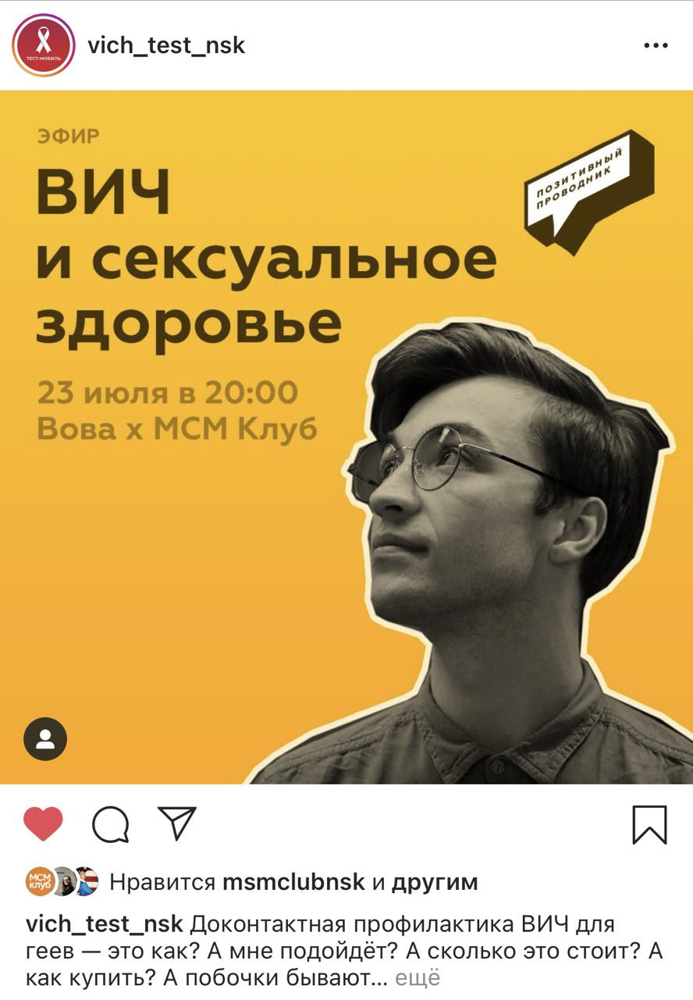 vich_test_nsk
ТЕСТ-МОБИЛЬ
ЭФИР
ВИЧ
и сексуальное
здоровье
23 июля в 20:00
Вова х МСМ Клуб
ПОЗИТИВНЫЙ
ПРОВОДНИК
МСМ
клуб
Нравится msmclubnsk и другим
vich_test_nsk Доконтактная профилактика ВИЧ для
геев — это как? А мне подойдёт? А сколько это стоит? А
как купить? А побочки бывают... ещё